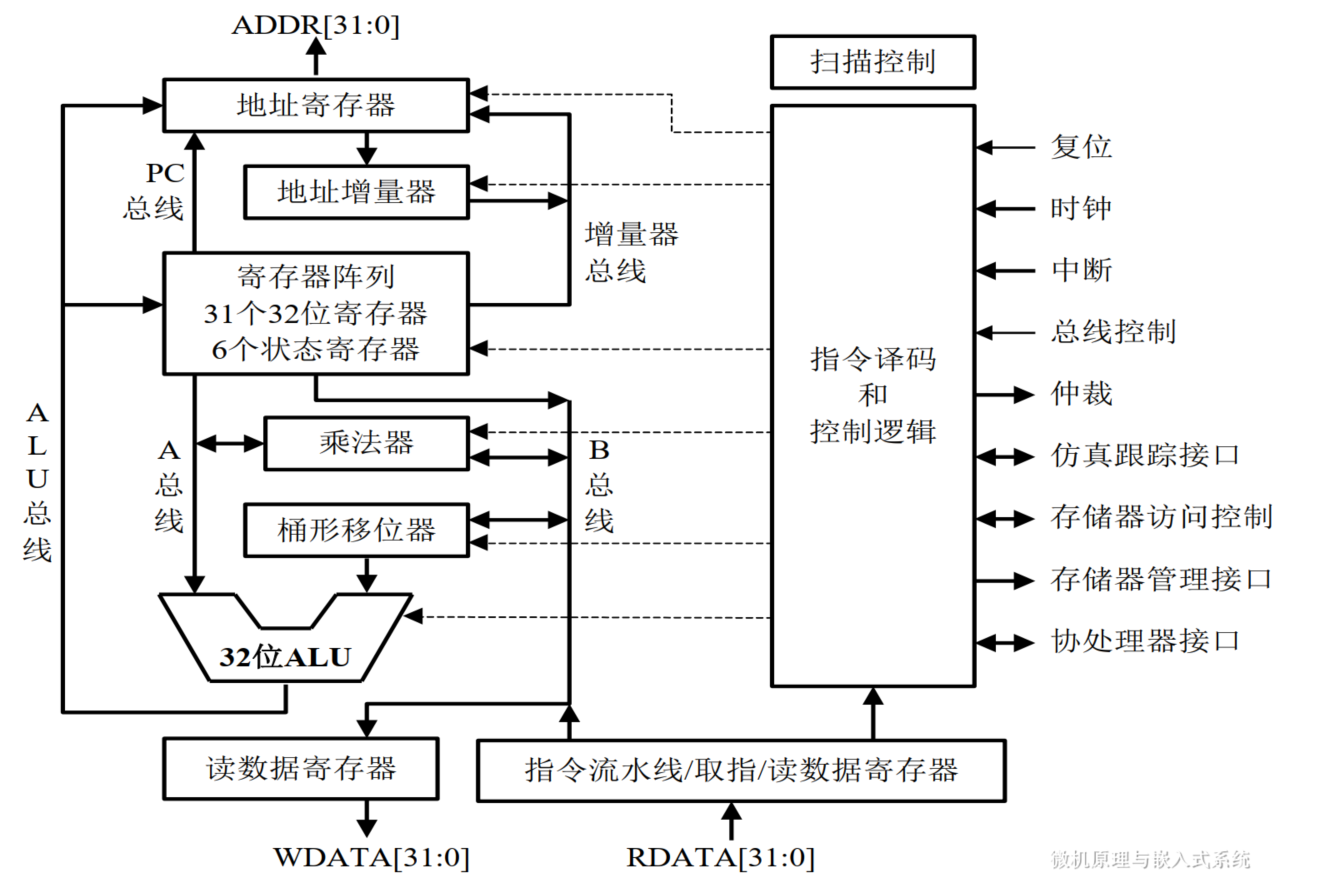 ADDR[31:0]
扫描控制
地址寄存器
复位
PC
总线
地址增量器
时钟
增量器
总线
中断
寄存器阵列
31个32位寄存器
6个状态寄存器
总线控制
指令译码
和
控制逻辑
仲裁
ALU总线
A总线
乘法器
B总线
仿真跟踪接口
桶形移位器
存储器访问控制
存储器管理接口
32位ALU
协处理器接口
读数据寄存器
指令流水线/取指/读数据寄存器
WDATA[31:0]
RDATA[31:0]
微机原理与嵌入式系统